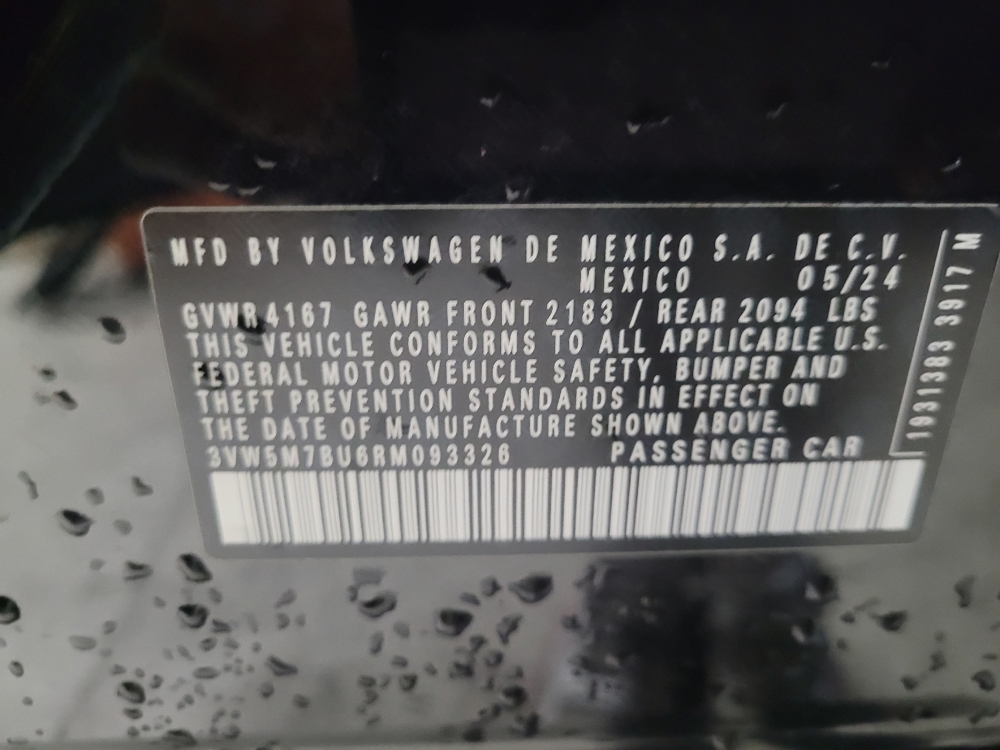 MFD BY VOLKSWAGEN DE MEXICO S.A. DE C.V.
MEXICO 05/24
GVWR 4167 GAWR FRONT 2183 / REAR 2094 LBS
THIS VEHICLE CONFORMS TO ALL APPLICABLE U.S.
FEDERAL MOTOR VEHICLE SAFETY, BUMPER AND
THEFT PREVENTION STANDARDS IN EFFECT ON
THE DATE OF MANUFACTURE SHOWN ABOVE.
3VW5M7BU6RM093326 PASSENGER CAR
1931383 3917 M